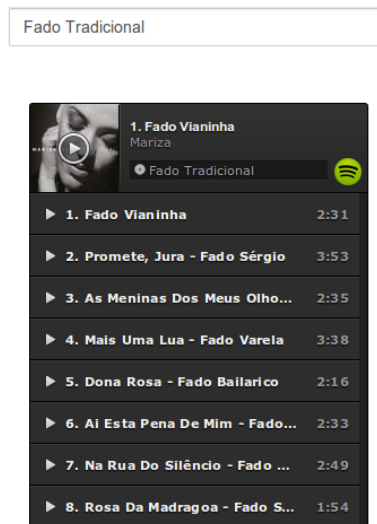 Fado Tradicional
1. Fado Vianinha
Mariza
MARIZA
Fado Tradicional
1. Fado Vianinha 2:31
2. Promete, Jura - Fado Sérgio 3:53
3. As Meninas Dos Meus Olho... 2:35
4. Mais Uma Lua - Fado Varela 3:38
5. Dona Rosa - Fado Bailarico 2:16
6. Ai Esta Pena De Mim - Fado... 2:33
7. Na Rua Do Silêncio - Fado ... 2:49
8. Rosa Da Madragoa - Fado S... 1:54